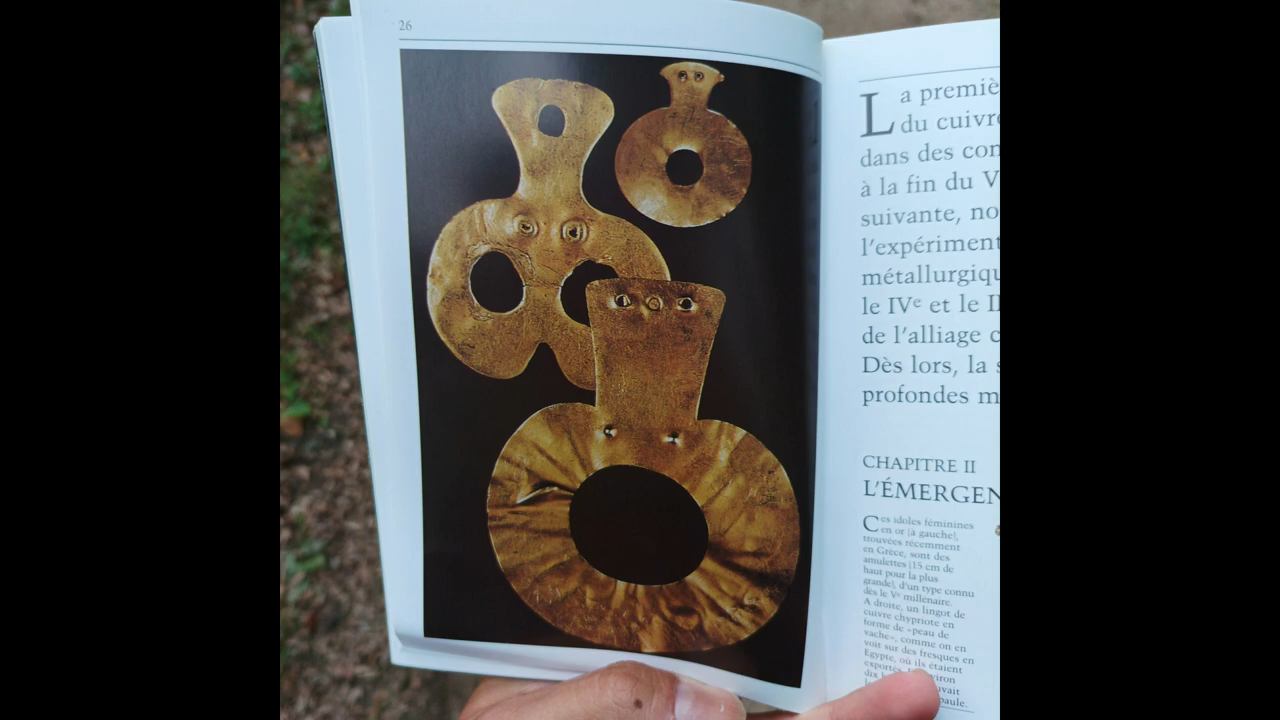 26
La premiè
du cuivre
dans des con
à la fin du V
suivante, no
l'expériment
métallurgiqu
le IVe et le II
de l'alliage c
Dès lors, la s
profondes m
CHAPITRE II
L'ÉMERGEN
Ces idoles féminines
en or (à gauche),
trouvées récemment
en Grèce, sont des
amulettes (15 cm de
haut pour la plus
grande), d'un type connu
dès le Ve millénaire.
A droite, un lingot de
cuivre chypriote en
forme de «peau de
vache», comme on en
voit sur des fresques en
Egypte, où ils étaient
exportés.
dix